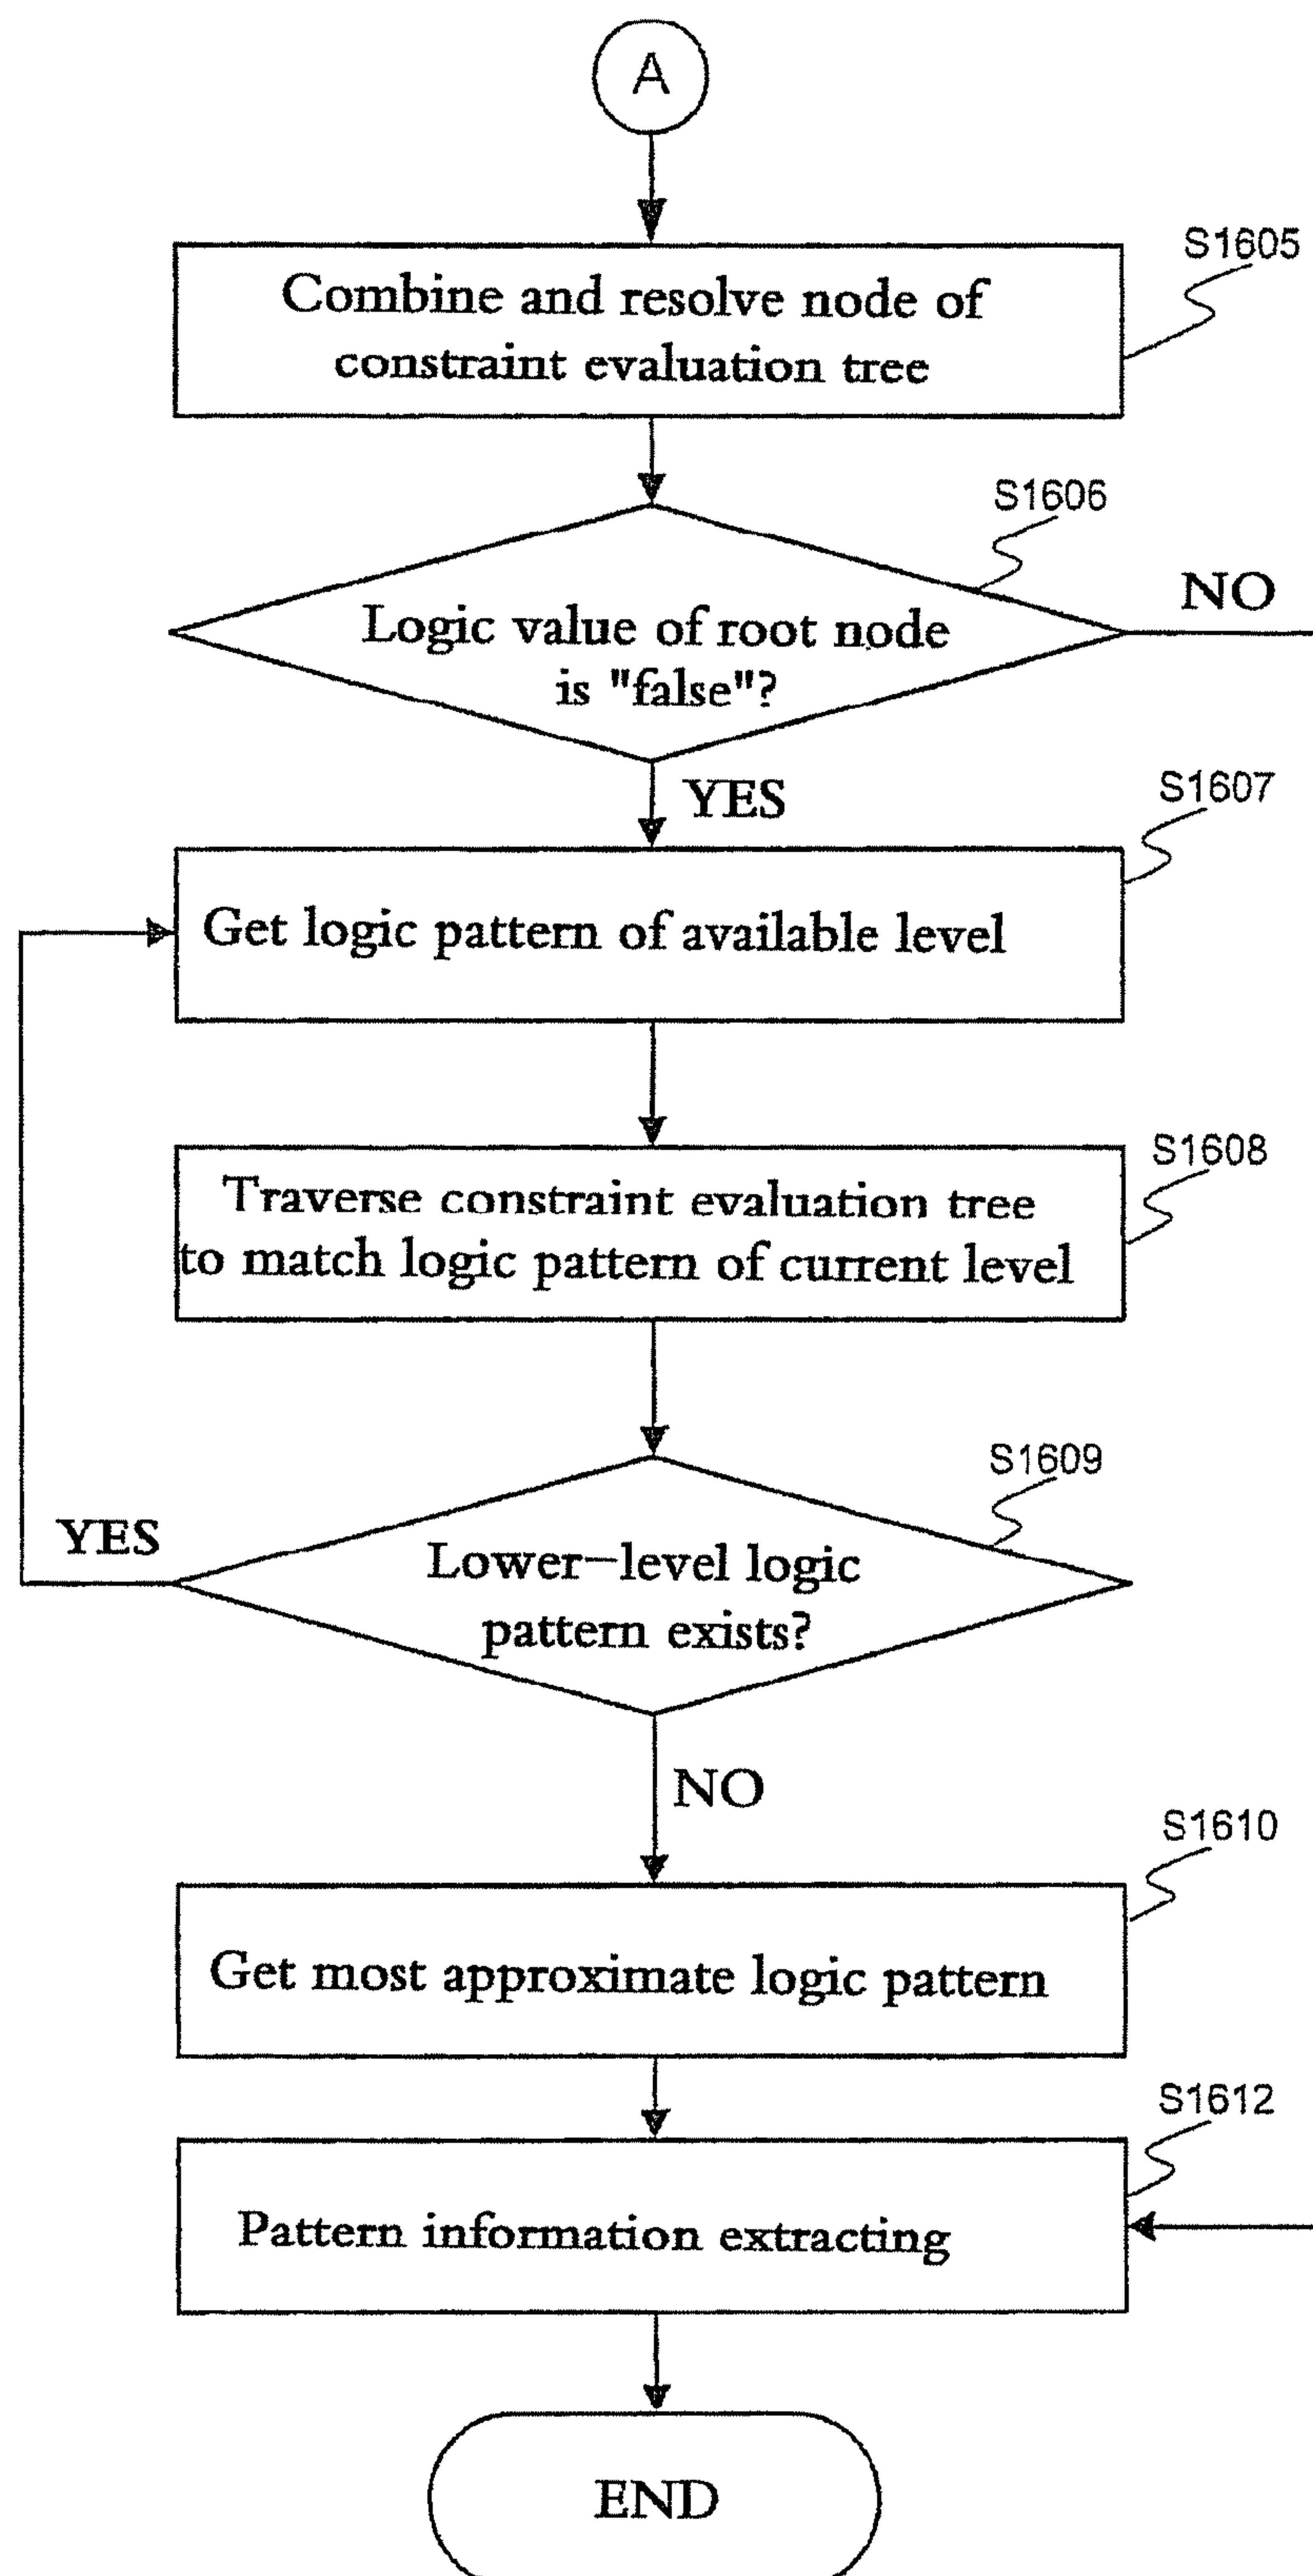 A
S1605
Combine and resolve node of
constraint evaluation tree
S1606
NO
Logic value of root node
is "false"?
YES
S1607
Get logic pattern of available level
S1608
Traverse constraint evaluation tree
to match logic pattern of current level
S1609
YES
Lower-level logic
pattern exists?
NO
S1610
Get most approximate logic pattern
S1612
Pattern information extracting
END